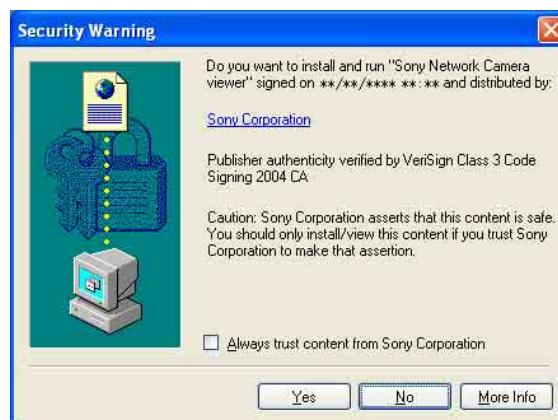 Security Warning
Do you want to install and run "Sony Network Camera
viewer" signed on **/**/**** **:** and distributed by:
Sony Corporation
Publisher authenticity verified by VeriSign Class 3 Code
Signing 2004 CA
Caution: Sony Corporation asserts that this content is safe.
You should only install/view this content if you trust Sony
Corporation to make that assertion.
Always trust content from Sony Corporation
Yes
No
More Info